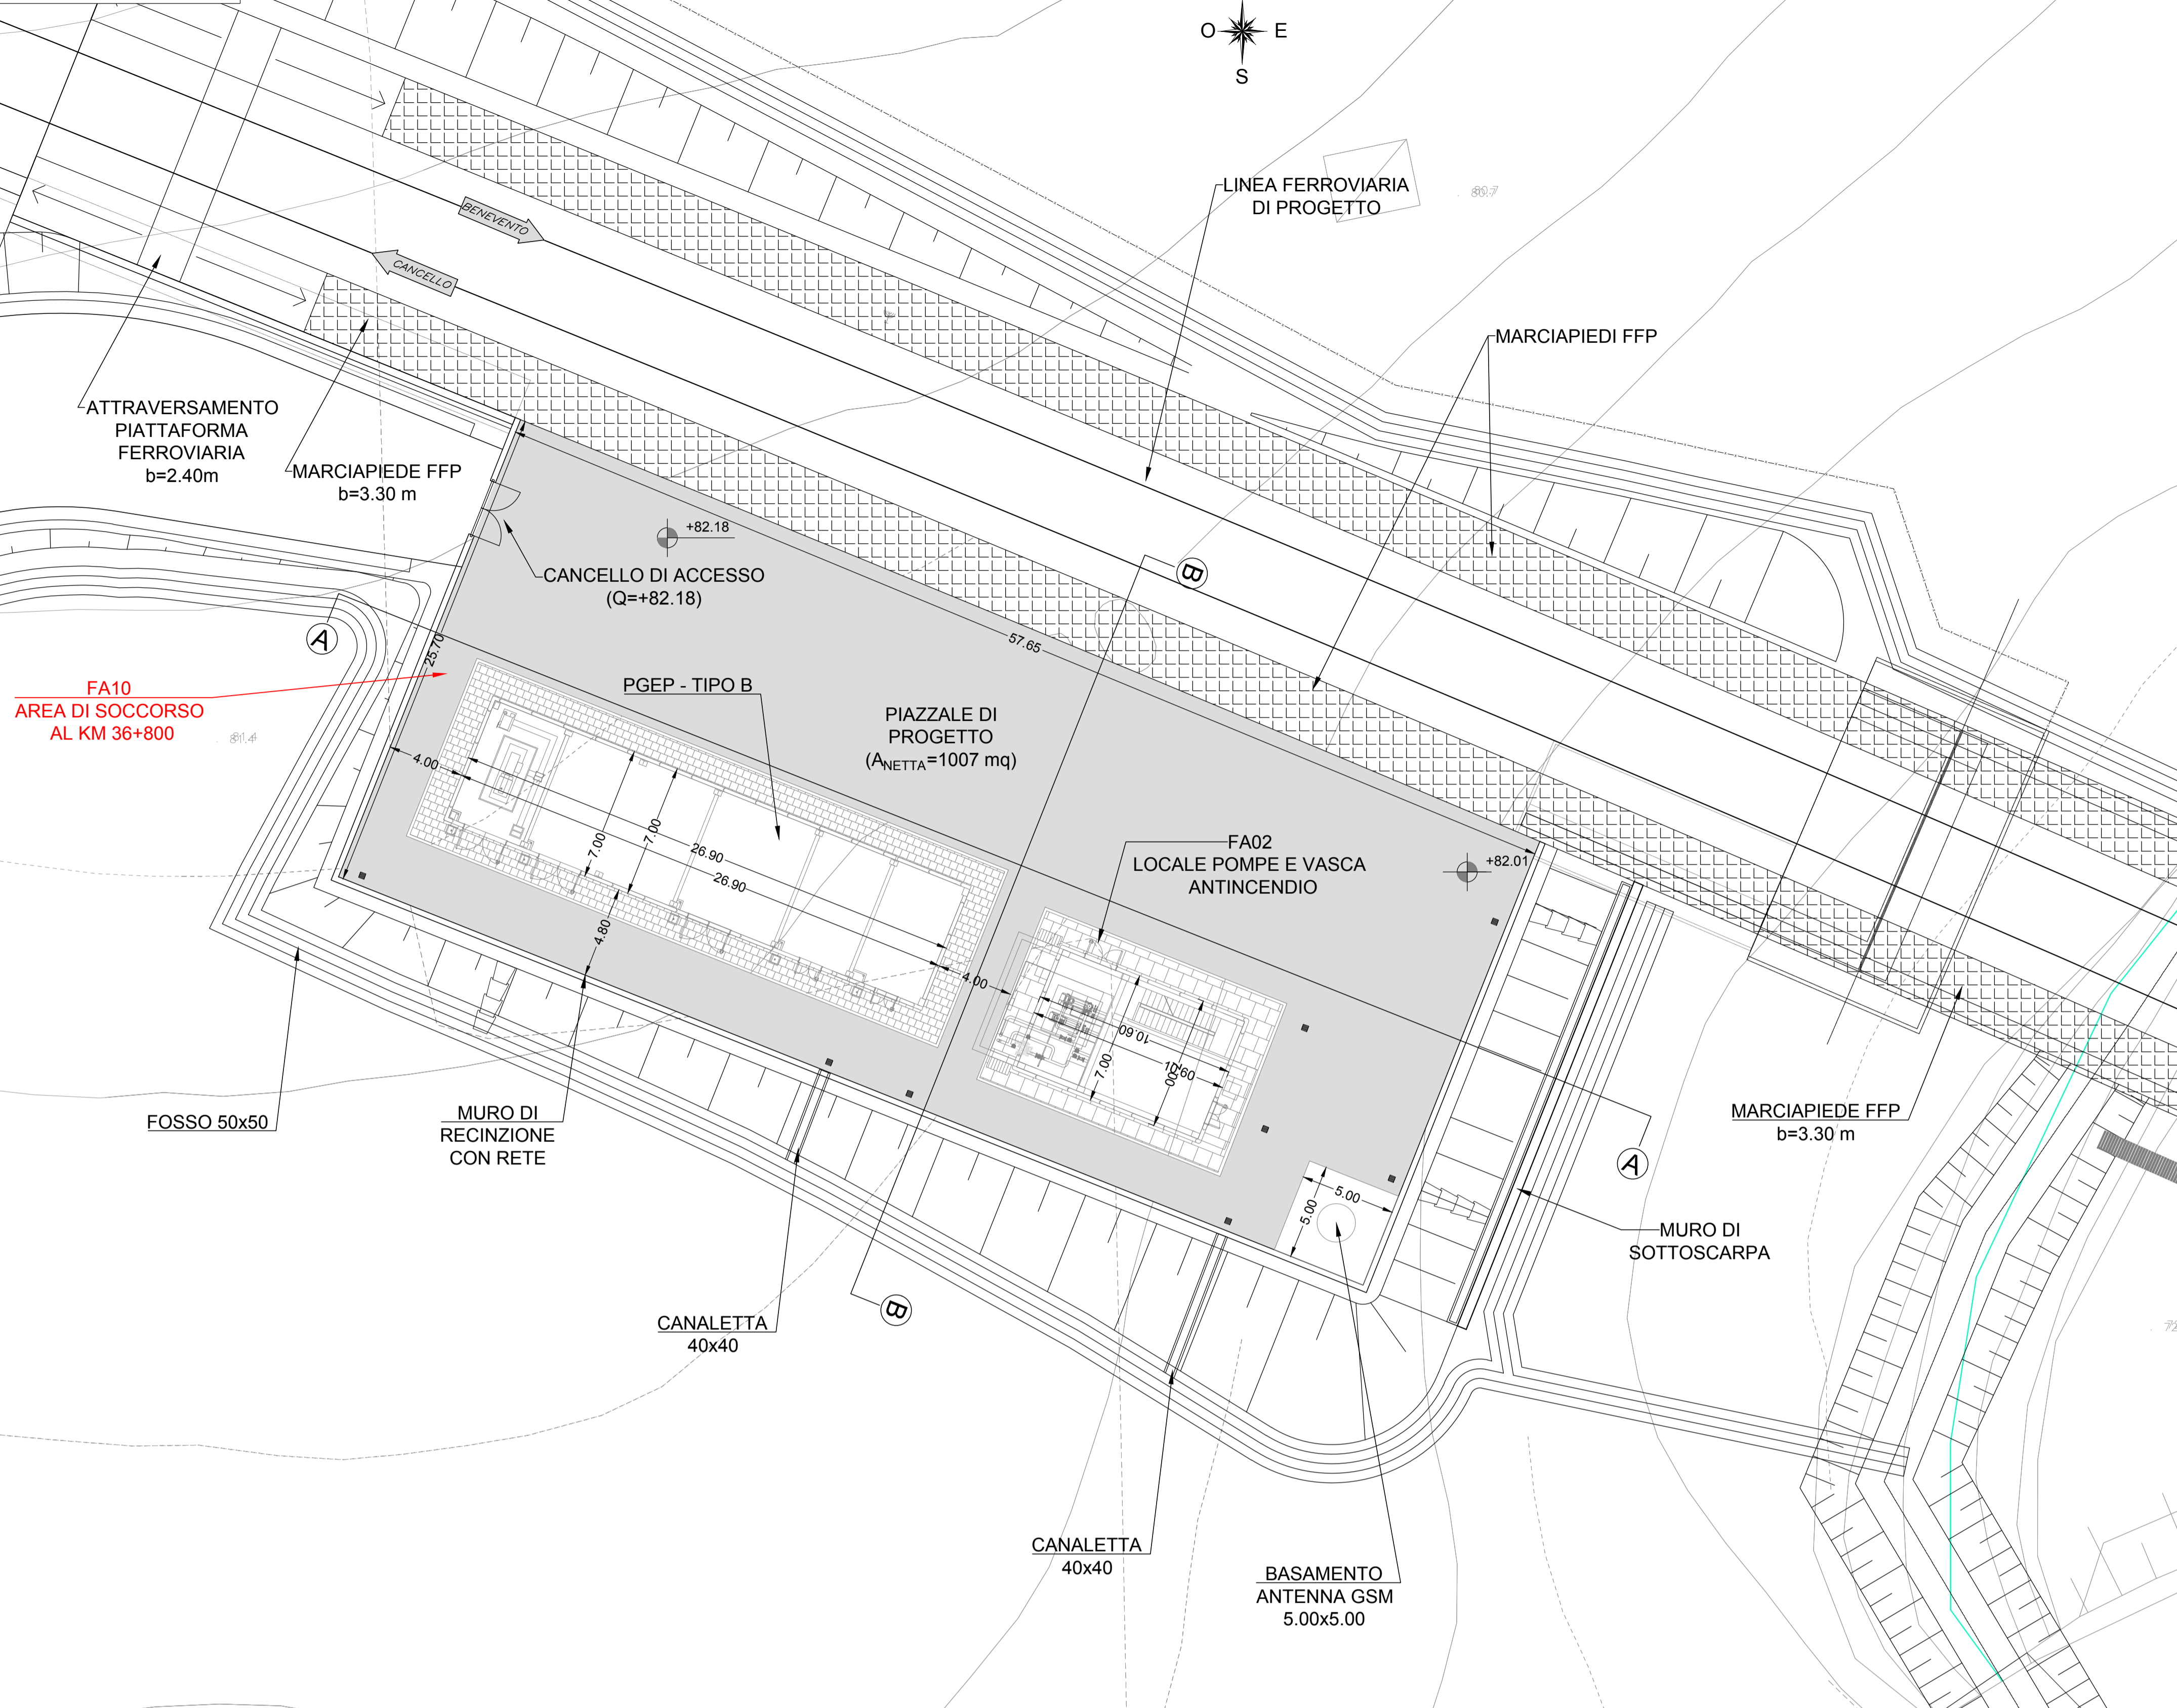 O
E
S
LINEA FERROVIARIA
DI PROGETTO
80.7
BENEVENTO
CANCELLO
MARCIAPIEDI FFP
ATTRAVERSAMENTO
PIATTAFORMA
FERROVIARIA
b=2.40m
MARCIAPIEDE FFP
b=3.30 m
+82.18
CANCELLO DI ACCESSO
(Q=+82.18)
B
A
25.70
57.65
FA10
AREA DI SOCCORSO
AL KM 36+800
81.4
PGEP - TIPO B
PIAZZALE DI
PROGETTO
(ANETTA=1007 mq)
4.00
7.00
7.00
26.90
26.90
4.80
4.00
FA02
LOCALE POMPE E VASCA
ANTINCENDIO
+82.01
10.60
10.60
7.00
7.00
5.00
5.00
FOSSO 50x50
MURO DI
RECINZIONE
CON RETE
MARCIAPIEDE FFP
b=3.30 m
A
MURO DI
SOTTOSCARPA
B
CANALETTA
40x40
CANALETTA
40x40
BASAMENTO
ANTENNA GSM
5.00x5.00